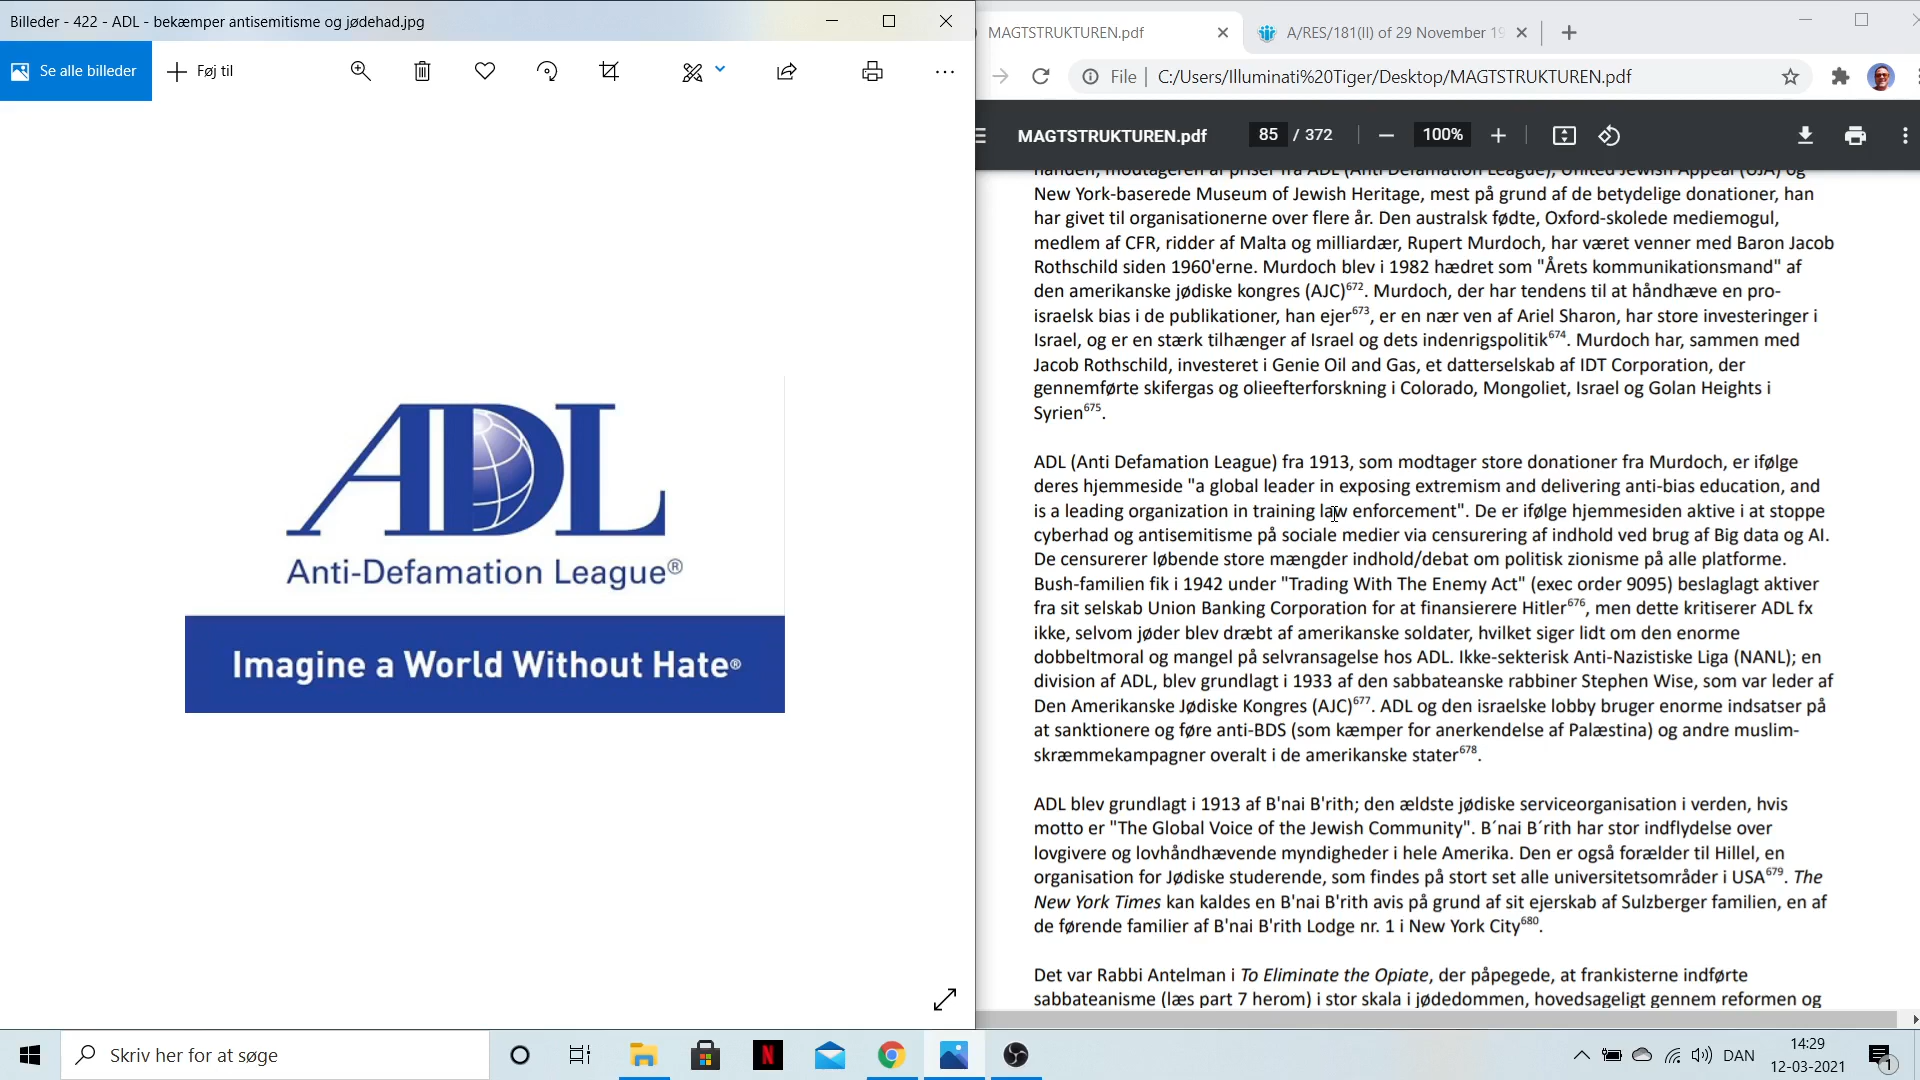 Billeder - 422 - ADL - bekæmper antisemitisme og jødehad.jpg
Se alle billeder
Føj til
ADL
Anti-Defamation League®
Imagine a World Without Hate®
MAGTSTRUKTUREN.pdf
A/RES/181(II) of 29 November 19
File
C:/Users/Illuminati%20Tiger/Desktop/MAGTSTRUKTUREN.pdf
MAGTSTRUKTUREN.pdf
85 / 372
100%
handen, modtageren af priser fra ADL (Anti Defamation League), United Jewish Appeal (UJA) og
New York-baserede Museum of Jewish Heritage, mest på grund af de betydelige donationer, han
har givet til organisationerne over flere år. Den australsk fødte, Oxford-skolede mediemogul,
medlem af CFR, ridder af Malta og milliardær, Rupert Murdoch, har været venner med Baron Jacob
Rothschild siden 1960'erne. Murdoch blev i 1982 hædret som "Årets kommunikationsmand" af
den amerikanske jødiske kongres (AJC)672. Murdoch, der har tendens til at håndhæve en pro-
israelsk bias i de publikationer, han ejer673, er en nær ven af Ariel Sharon, har store investeringer i
Israel, og er en stærk tilhænger af Israel og dets indenrigspolitik674. Murdoch har, sammen med
Jacob Rothschild, investeret i Genie Oil and Gas, et datterselskab af IDT Corporation, der
gennemførte skifergas og olieefterforskning i Colorado, Mongoliet, Israel og Golan Heights i
Syrien675.
ADL (Anti Defamation League) fra 1913, som modtager store donationer fra Murdoch, er ifølge
deres hjemmeside "a global leader in exposing extremism and delivering anti-bias education, and
is a leading organization in training law enforcement". De er ifølge hjemmesiden aktive i at stoppe
cyberhad og antisemitisme på sociale medier via censurering af indhold ved brug af Big data og AI.
De censurerer løbende store mængder indhold/debat om politisk zionisme på alle platforme.
Bush-familien fik i 1942 under "Trading With The Enemy Act" (exec order 9095) beslaglagt aktiver
fra sit selskab Union Banking Corporation for at finansierere Hitler676, men dette kritiserer ADL fx
ikke, selvom jøder blev dræbt af amerikanske soldater, hvilket siger lidt om den enorme
dobbeltmoral og mangel på selvransagelse hos ADL. Ikke-sekterisk Anti-Nazistiske Liga (NANL); en
division af ADL, blev grundlagt i 1933 af den sabbateanske rabbiner Stephen Wise, som var leder af
Den Amerikanske Jødiske Kongres (AJC)677. ADL og den israelske lobby bruger enorme indsatser på
at sanktionere og føre anti-BDS (som kæmper for anerkendelse af Palæstina) og andre muslim-
skræmmekampagner overalt i de amerikanske stater678.
ADL blev grundlagt i 1913 af B'nai B'rith; den ældste jødiske serviceorganisation i verden, hvis
motto er "The Global Voice of the Jewish Community". B´nai B´rith har stor indflydelse over
lovgivere og lovhåndhævende myndigheder i hele Amerika. Den er også forælder til Hillel, en
organisation for Jødiske studerende, som findes på stort set alle universitetsområder i USA679. The
New York Times kan kaldes en B'nai B'rith avis på grund af sit ejerskab af Sulzberger familien, en af
de førende familier af B'nai B'rith Lodge nr. 1 i New York City680.
Det var Rabbi Antelman i To Eliminate the Opiate, der påpegede, at frankisterne indførte
sabbateanisme (læs part 7 herom) i stor skala i jødedommen, hovedsageligt gennem reformen og
Skriv her for at søge
N
DAN
14:29
12-03-2021
1